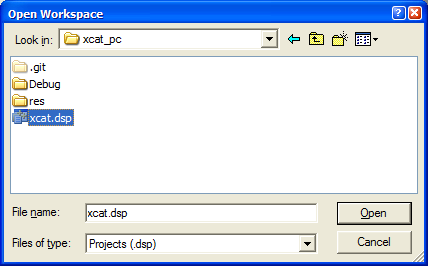 Open Workspace
Look in: xcat_pc
.git
Debug
res
xcat.dsp
File name: xcat.dsp Open
Files of type: Projects (.dsp) Cancel